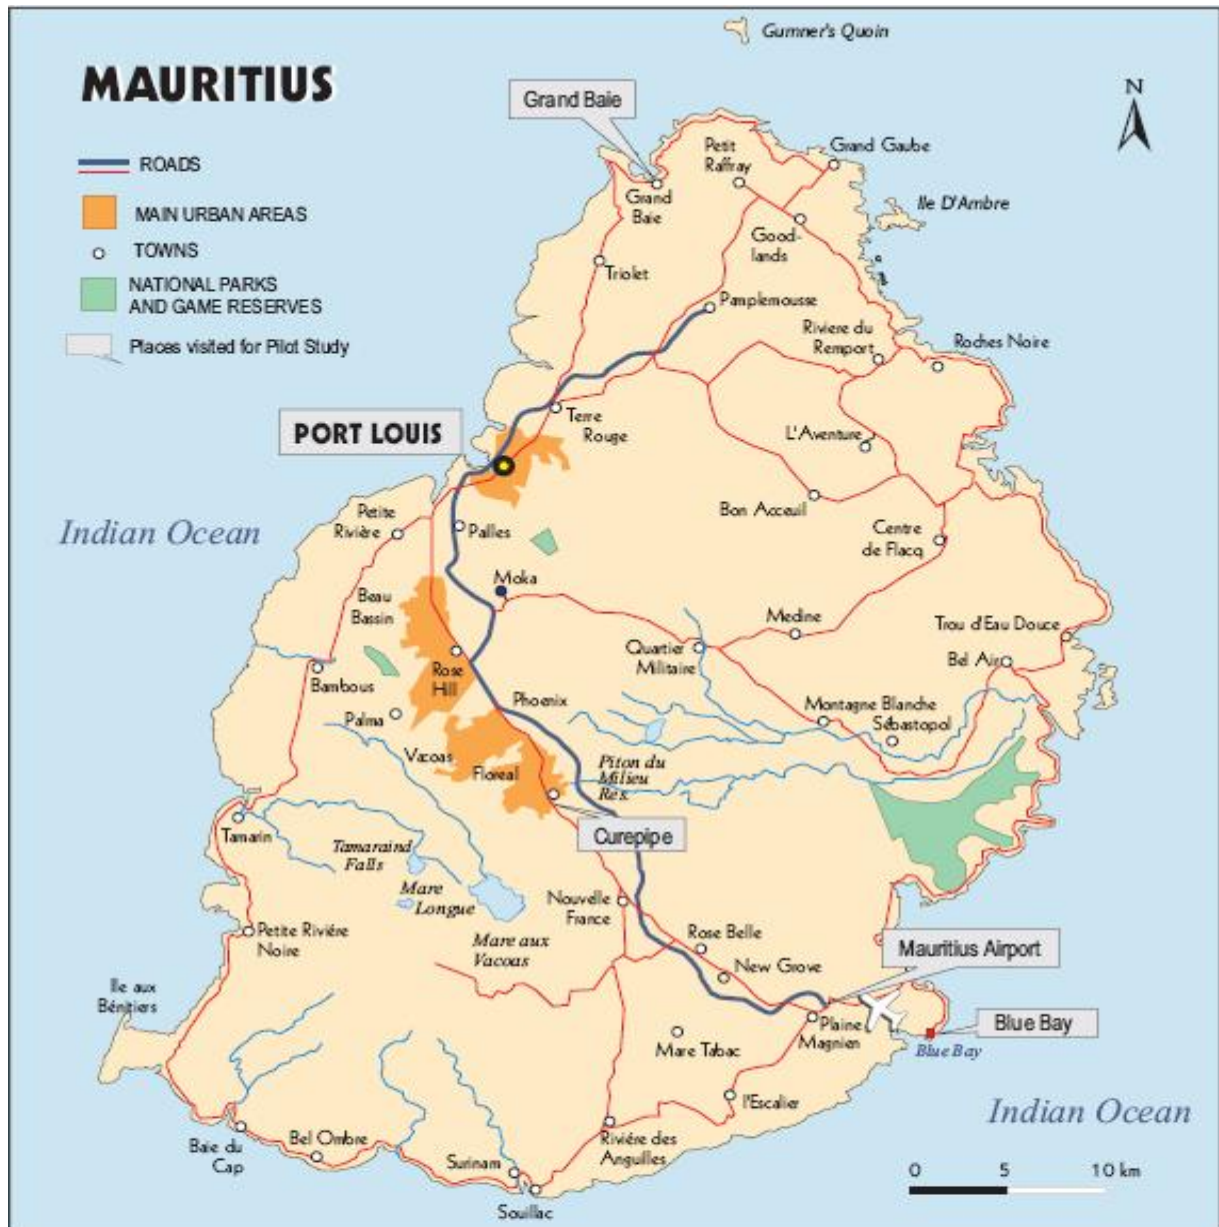 Gumner's Quoin
MAURITIUS
Grand Baie
N
ROADS
MAIN URBAN AREAS
TOWNS
NATIONAL PARKS
AND GAME RESERVES
Places visited for Pilot Study
Petit
Raffray
Grand Gaube
Grand
Baie
Ile D'Ambre
Good-
lands
Triolet
Pamplemousse
Riviere du
Remport
Roches Noire
PORT LOUIS
Terre
Rouge
L'Aventure
Indian Ocean
Petite
Rivière
Palles
Bon Acceuil
Centre
de Flacq
Moka
Beau
Bassin
Medine
Trou d'Eau Douce
Quartier
Militaire
Bel Air
Rose
Hill
Bambous
Phoenix
Palma
Montagne Blanche
Sébastopol
Vacoas
Floreal
Piton du
Milieu
Res.
Curepipe
Tamarin
Tamaraind
Falls
Mare
Longue
Nouvelle
France
Mare aux
Vacoas
Petite Riviére
Noire
Rose Belle
New Grove
Mauritius Airport
Ile aux
Bénitiers
Plaine
Magnien
Blue Bay
Blue Bay
Mare Tabac
l'Escalier
Indian Ocean
Baie du
Cap
Bel Ombre
Surinam
Riviére des
Anguilles
Souillac
0 5 10 km